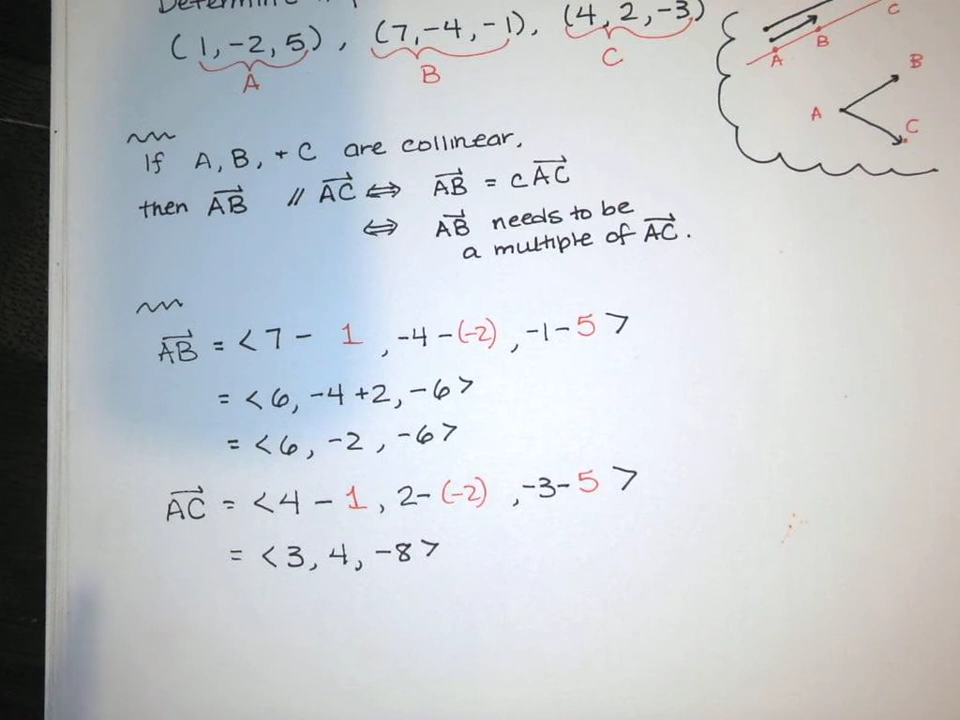 Determine
(1,-2,5), (7,-4,-1), (4,2,-3)
A B C
C
B
A
B
A
C
If A, B, + C are collinear,
then AB⃗ // AC⃗ ⇔ AB⃗ = cAC⃗
⇔ AB⃗ needs to be
a multiple of AC⃗.
AB⃗ = <7 - 1, -4-(-2), -1-5>
= <6, -4+2, -6>
= <6, -2, -6>
AC⃗ = <4 - 1, 2-(-2), -3-5>
= <3, 4, -8>